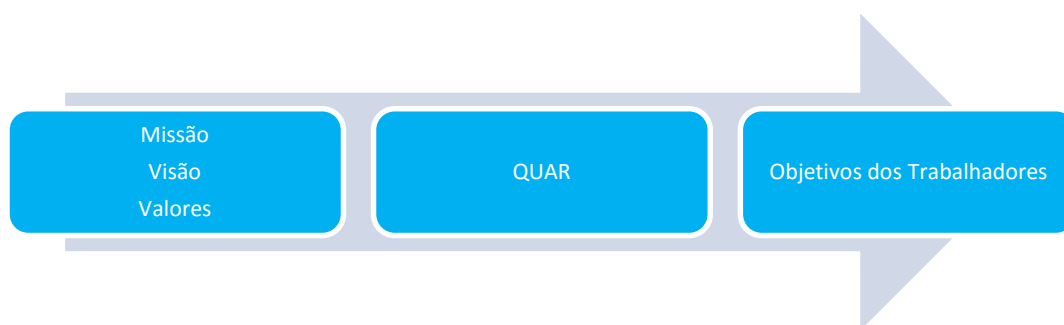 Missão
Visão
Valores
QUAR
Objetivos dos Trabalhadores